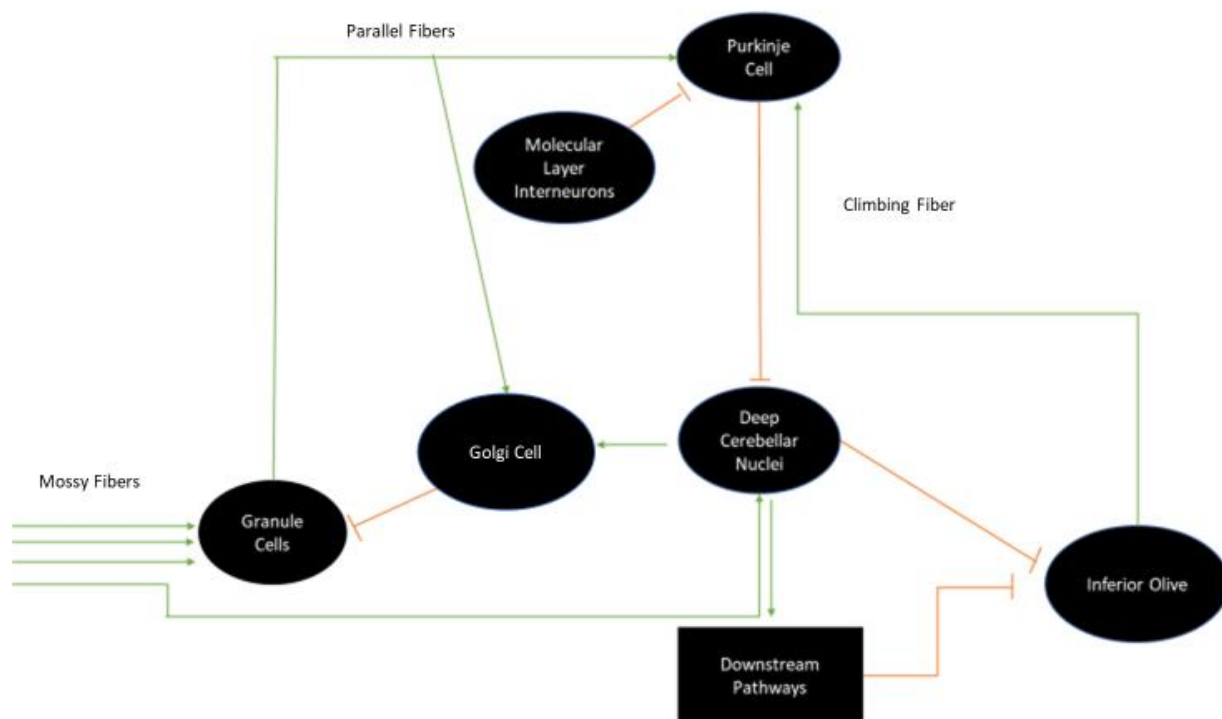 Parallel Fibers
Purkinje
Cell
Molecular
Layer
Interneurons
Climbing Fiber
Deep
Cerebellar
Nuclei
Golgi Cell
Mossy Fibers
Granule
Cells
Inferior Olive
Downstream
Pathways